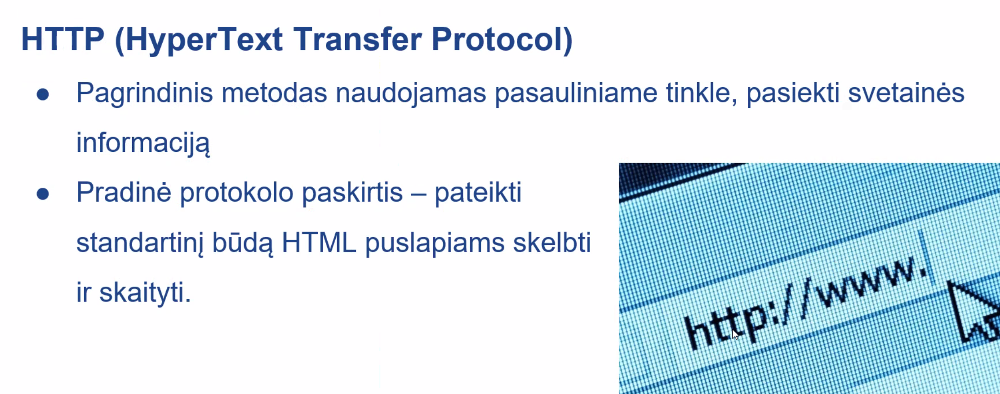 HTTP (HyperText Transfer Protocol)
● Pagrindinis metodas naudojamas pasauliniame tinkle, pasiekti svetainės
informaciją
● Pradinė protokolo paskirtis – pateikti
standartinį būdą HTML puslapiams skelbti
ir skaityti.
http://www.